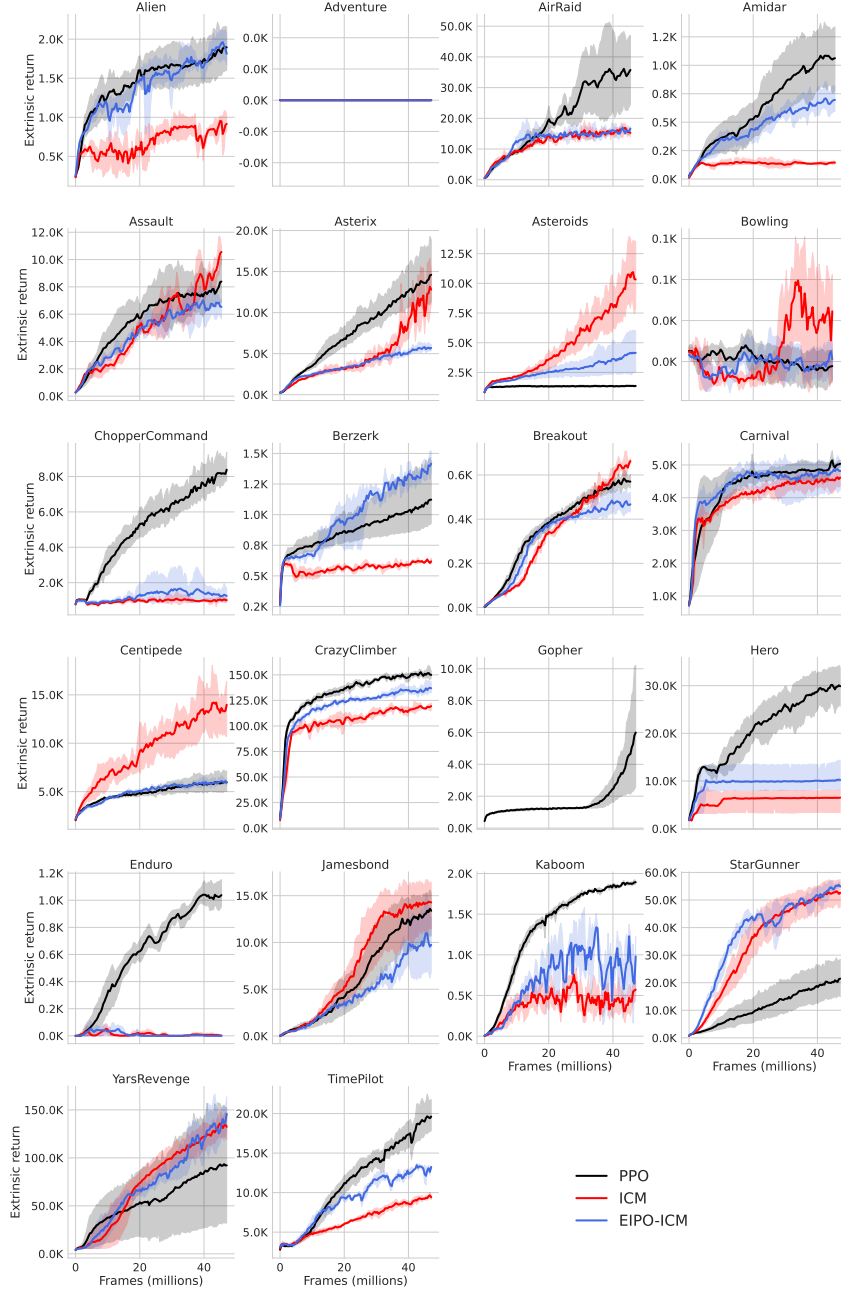 Alien
Adventure
AirRaid
Amidar
Extrinsic return
2.0K
1.5K
1.0K
0.5K
0.0K
0.0K
0.0K
-0.0K
-0.0K
50.0K
40.0K
30.0K
20.0K
10.0K
0.0K
1.2K
1.0K
0.8K
0.5K
0.2K
0.0K
Assault
Asterix
Asteroids
Bowling
Extrinsic return
12.0K
10.0K
8.0K
6.0K
4.0K
2.0K
0.0K
20.0K
15.0K
10.0K
5.0K
0.0K
12.5K
10.0K
7.5K
5.0K
2.5K
0.1K
0.1K
0.0K
0.0K
ChopperCommand
Berzerk
Breakout
Carnival
Extrinsic return
8.0K
6.0K
4.0K
2.0K
1.5K
1.2K
1.0K
0.8K
0.5K
0.2K
0.6K
0.4K
0.2K
0.0K
5.0K
4.0K
3.0K
2.0K
1.0K
Centipede
CrazyClimber
Gopher
Hero
Extrinsic return
15.0K
10.0K
5.0K
150.0K
125.0K
100.0K
75.0K
50.0K
25.0K
0.0K
10.0K
8.0K
6.0K
4.0K
2.0K
0.0K
30.0K
20.0K
10.0K
0.0K
Enduro
Jamesbond
Kaboom
StarGunner
Extrinsic return
1.2K
1.0K
0.8K
0.6K
0.4K
0.2K
0.0K
15.0K
10.0K
5.0K
0.0K
2.0K
1.5K
1.0K
0.5K
0.0K
0 20 40
Frames (millions)
60.0K
50.0K
40.0K
30.0K
20.0K
10.0K
0.0K
0 20 40
Frames (millions)
YarsRevenge
TimePilot
Extrinsic return
150.0K
100.0K
50.0K
0.0K
0 20 40
Frames (millions)
20.0K
15.0K
10.0K
5.0K
0 20 40
Frames (millions)
PPO
ICM
EIPO-ICM